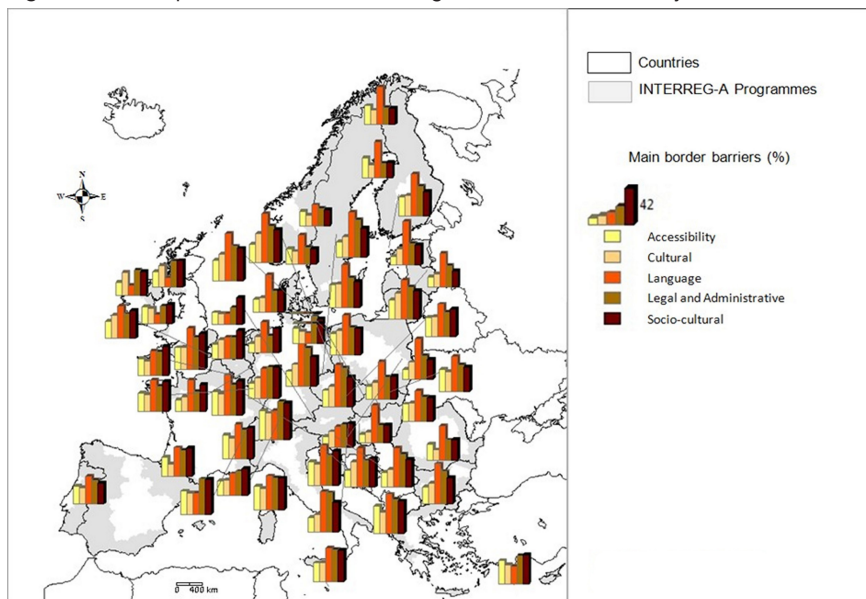 Countries
INTERREG-A Programmes
Main border barriers (%)
42
Accessibility
Cultural
Language
Legal and Administrative
Socio-cultural
N
W E
S
0 400 km